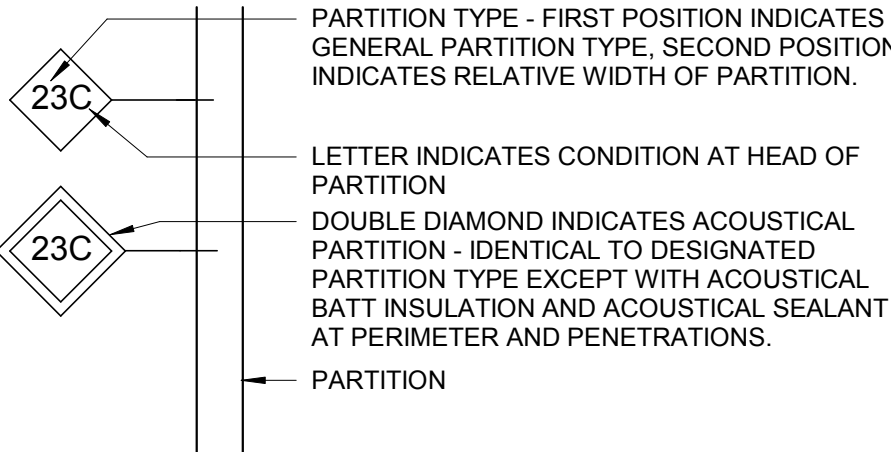 PARTITION TYPE - FIRST POSITION INDICATES
GENERAL PARTITION TYPE, SECOND POSITION
INDICATES RELATIVE WIDTH OF PARTITION.
23C
LETTER INDICATES CONDITION AT HEAD OF
PARTITION
23C
DOUBLE DIAMOND INDICATES ACOUSTICAL
PARTITION - IDENTICAL TO DESIGNATED
PARTITION TYPE EXCEPT WITH ACOUSTICAL
BATT INSULATION AND ACOUSTICAL SEALANT
AT PERIMETER AND PENETRATIONS.
PARTITION